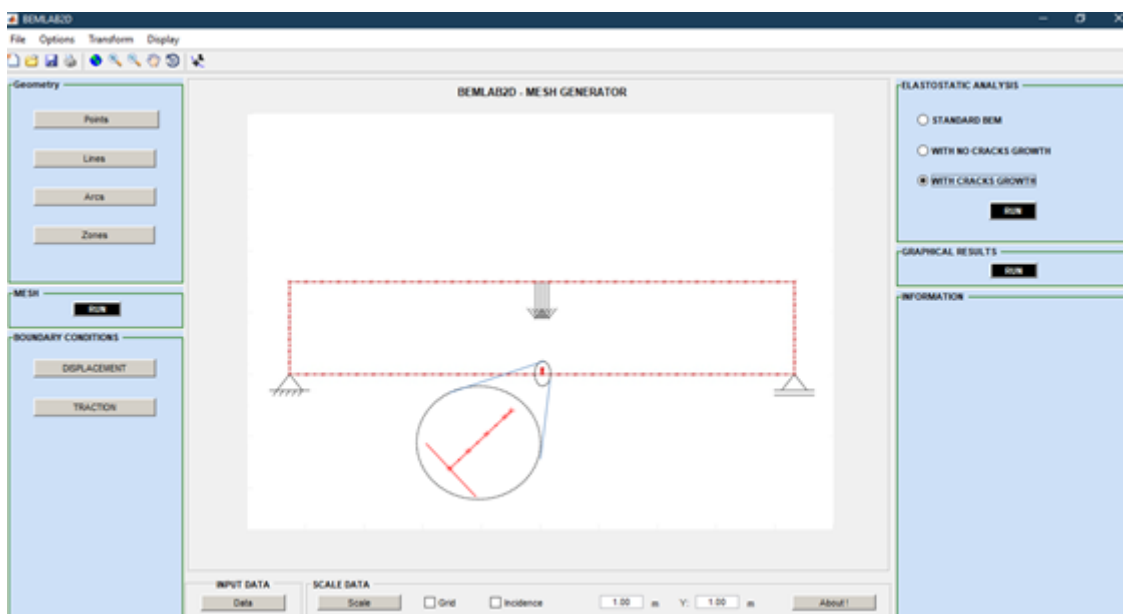 BEMLAB2D
File Options Transform Display
Geometry
Points
Lines
Arcs
Zones
MESH
RUN
BOUNDARY CONDITIONS
DISPLACEMENT
TRACTION
BEMLAB2D - MESH GENERATOR
ELASTOSTATIC ANALYSIS
STANDARD BEM
WITH NO CRACKS GROWTH
WITH CRACKS GROWTH
RUN
GRAPHICAL RESULTS
RUN
INFORMATION
INPUT DATA
Data
SCALE DATA
Scale
Grid
Incidence
1.00 m Y: 1.00 m
About !